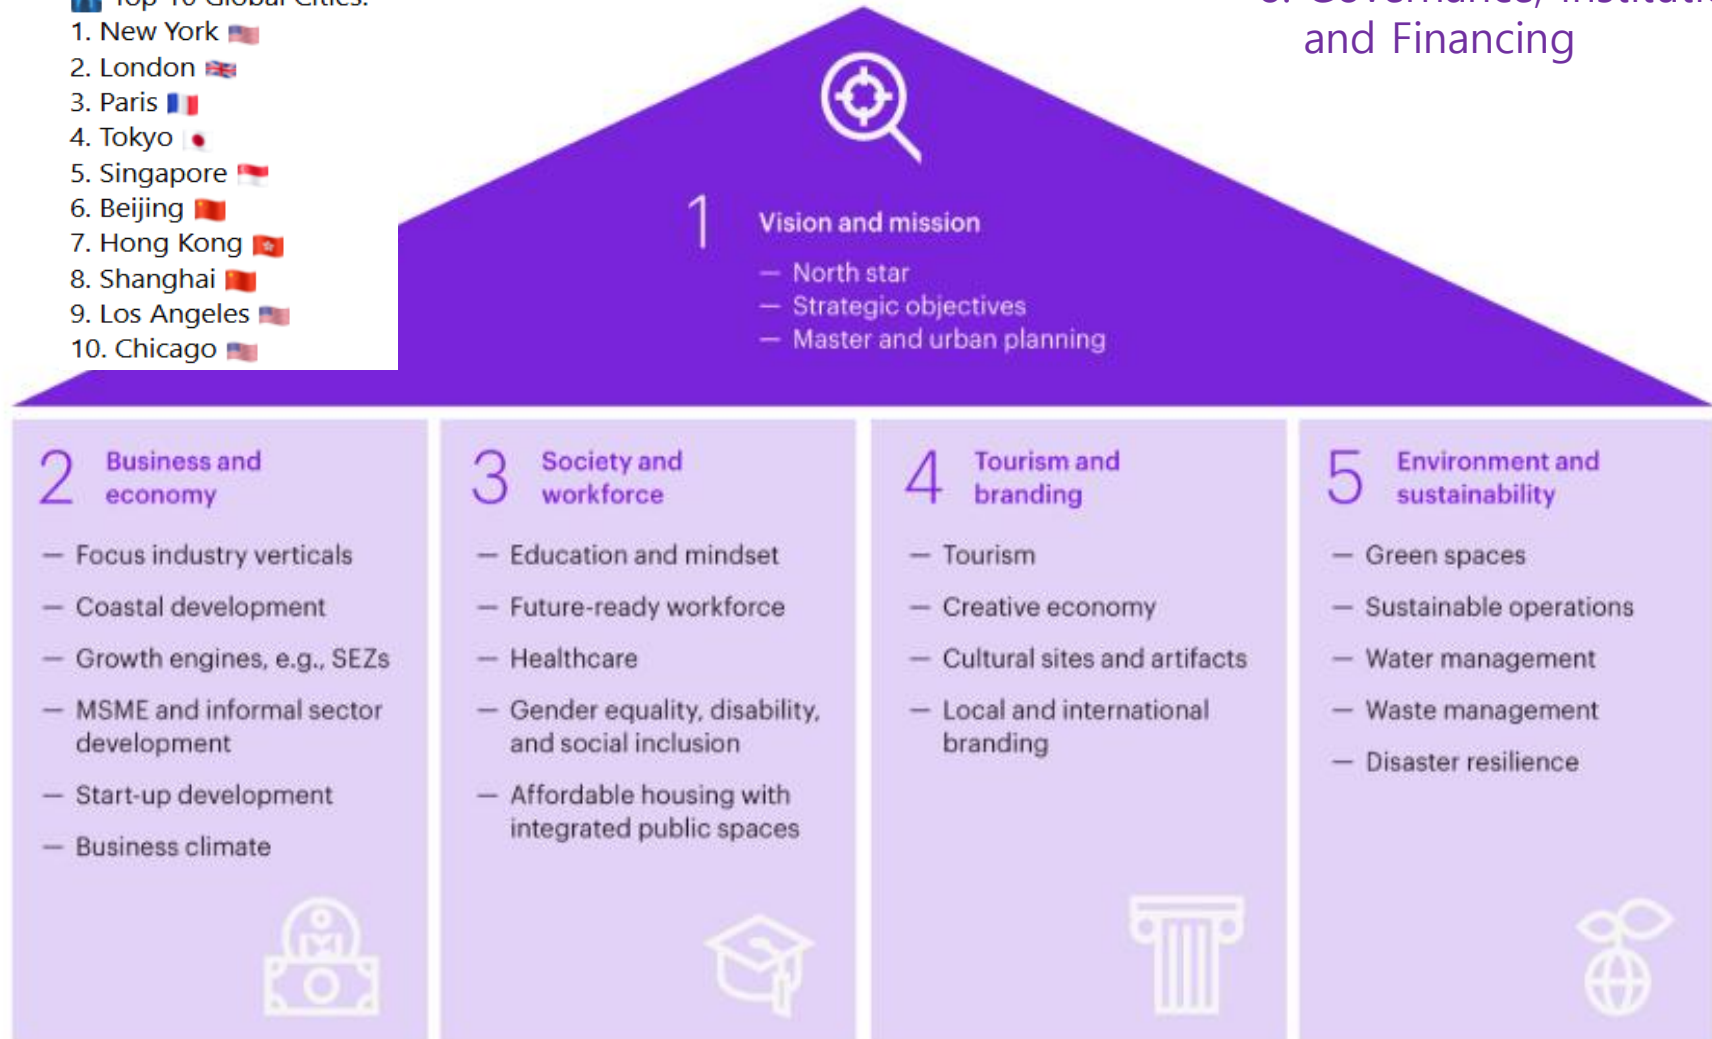 Top 10 Global Cities:
1. New York 🇺🇸
2. London 🇬🇧
3. Paris 🇫🇷
4. Tokyo 🇯🇵
5. Singapore 🇸🇬
6. Beijing 🇨🇳
7. Hong Kong 🇭🇰
8. Shanghai 🇨🇳
9. Los Angeles 🇺🇸
10. Chicago 🇺🇸
Governance,
and Financing
1 Vision and mission
— North star
— Strategic objectives
— Master and urban planning
2 Business and
economy
— Focus industry verticals
— Coastal development
— Growth engines, e.g., SEZs
— MSME and informal sector
development
— Start-up development
— Business climate
3 Society and
workforce
— Education and mindset
— Future-ready workforce
— Healthcare
— Gender equality, disability,
and social inclusion
— Affordable housing with
integrated public spaces
4 Tourism and
branding
— Tourism
— Creative economy
— Cultural sites and artifacts
— Local and international
branding
5 Environment and
sustainability
— Green spaces
— Sustainable operations
— Water management
— Waste management
— Disaster resilience